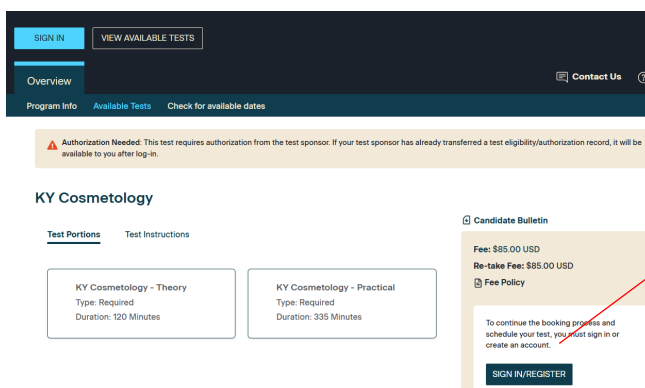 SIGN IN
VIEW AVAILABLE TESTS
Overview
Contact Us
Program Info
Available Tests
Check for available dates
Authorization Needed: This test requires authorization from the test sponsor. If your test sponsor has already transferred a test eligibility/authorization record, it will be
available to you after log-in.
KY Cosmetology
Test Portions
Test Instructions
KY Cosmetology - Theory
Type: Required
Duration: 120 Minutes
KY Cosmetology - Practical
Type: Required
Duration: 335 Minutes
Candidate Bulletin
Fee: $85.00 USD
Re-take Fee: $85.00 USD
Fee Policy
To continue the booking process and
schedule your test, you must sign in or
create an account.
SIGN IN/REGISTER